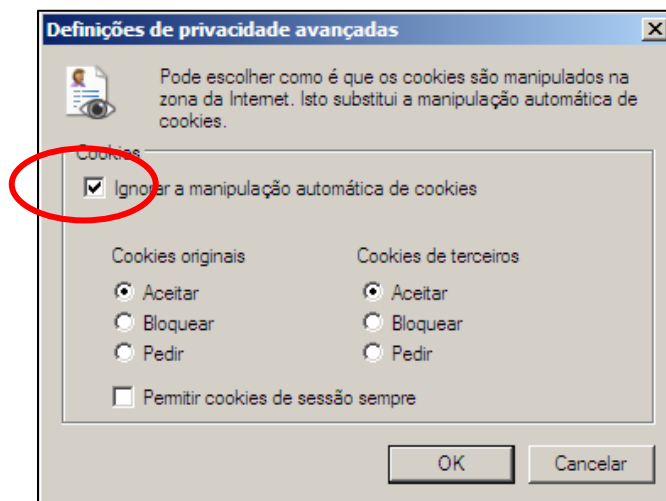 Definições de privacidade avançadas
Pode escolher como é que os cookies são manipulados na
zona da Internet. Isto substitui a manipulação automática de
cookies.
Cookies
Ignorar a manipulação automática de cookies
Cookies originais Cookies de terceiros
Aceitar Aceitar
Bloquear Bloquear
Pedir Pedir
Permitir cookies de sessão sempre
OK Cancelar